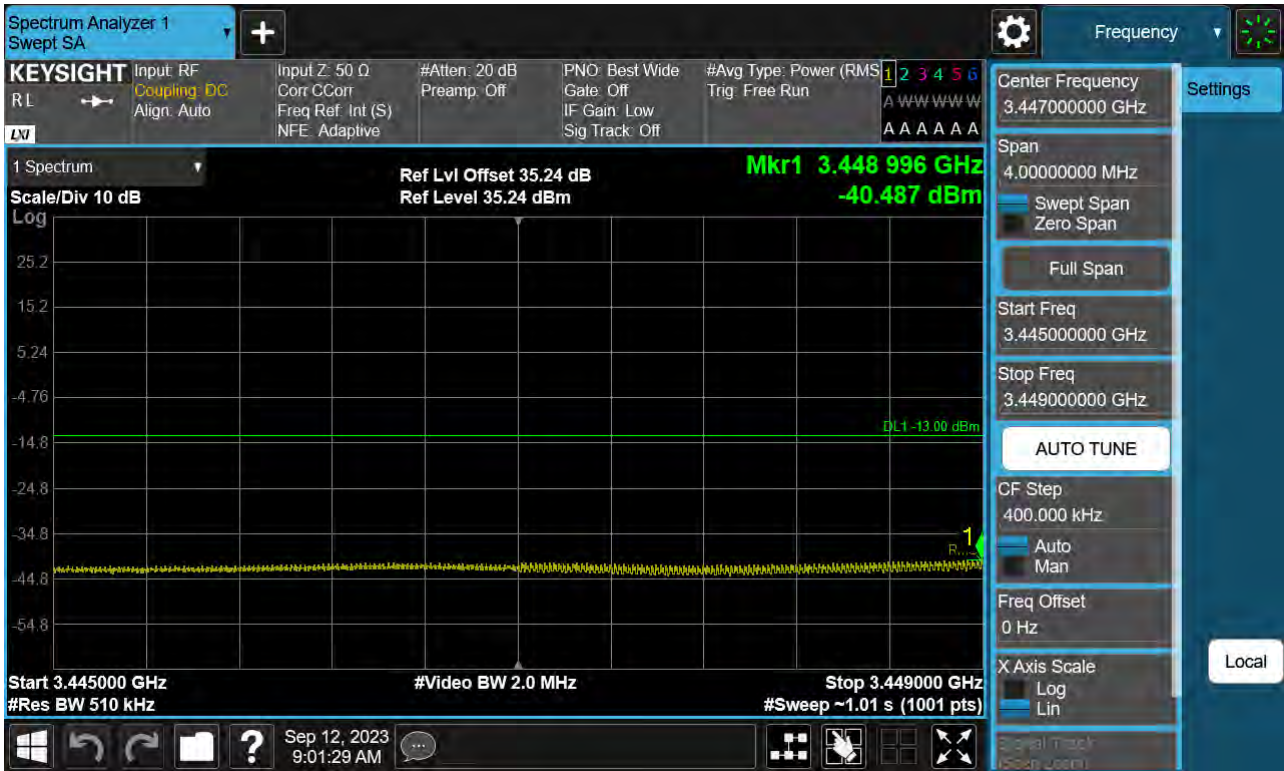 Spectrum Analyzer 1
Swept SA
+
Frequency
KEYSIGHT
RL
LXI
Input: RF
Coupling: DC
Align: Auto
Input Z: 50 Ω
Corr CCorr
Freq Ref: Int (S)
NFE: Adaptive
#Atten: 20 dB
Preamp: Off
PNO: Best Wide
Gate: Off
IF Gain: Low
Sig Track: Off
#Avg Type: Power (RMS
Trig: Free Run
1 2 3 4 5 6
A W W W W W
A A A A A A
1 Spectrum
Scale/Div 10 dB
Log
Ref Lvl Offset 35.24 dB
Ref Level 35.24 dBm
Mkr1 3.448 996 GHz
-40.487 dBm
25.2
15.2
5.24
-4.76
DL1 -13.00 dBm
-14.8
-24.8
-34.8
1
-44.8
-54.8
Start 3.445000 GHz
#Res BW 510 kHz
#Video BW 2.0 MHz
Stop 3.449000 GHz
#Sweep ~1.01 s (1001 pts)
Center Frequency
3.447000000 GHz
Settings
Span
4.00000000 MHz
Swept Span
Zero Span
Full Span
Start Freq
3.445000000 GHz
Stop Freq
3.449000000 GHz
AUTO TUNE
CF Step
400.000 kHz
Auto
Man
Freq Offset
0 Hz
X Axis Scale
Log
Lin
Local
Signal Track
(Span Zoom)
?
Sep 12, 2023
9:01:29 AM